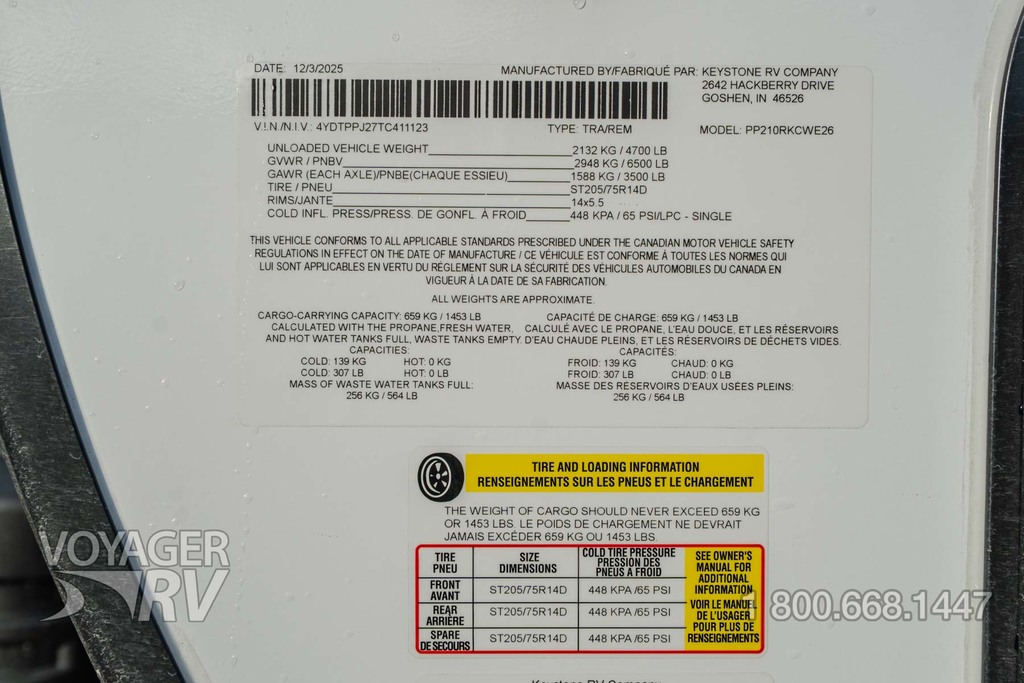 DATE: 12/3/2025 MANUFACTURED BY/FABRIQUÉ PAR: KEYSTONE RV COMPANY
2642 HACKBERRY DRIVE
GOSHEN, IN 46526
V.I.N./N.I.V.: 4YDTPPJ27TC411123 TYPE: TRA/REM MODEL: PP210RKCWE26
UNLOADED VEHICLE WEIGHT 2132 KG / 4700 LB
GVWR / PNBV 2948 KG / 6500 LB
GAWR (EACH AXLE)/PNBE(CHAQUE ESSIEU) 1588 KG / 3500 LB
TIRE / PNEU ST205/75R14D
RIMS/JANTE 14x5.5
COLD INFL. PRESS/PRESS. DE GONFL. À FROID 448 KPA / 65 PSI/LPC - SINGLE
THIS VEHICLE CONFORMS TO ALL APPLICABLE STANDARDS PRESCRIBED UNDER THE CANADIAN MOTOR VEHICLE SAFETY
REGULATIONS IN EFFECT ON THE DATE OF MANUFACTURE / CE VÉHICULE EST CONFORME À TOUTES LES NORMES QUI
LUI SONT APPLICABLES EN VERTU DU RÉGLEMENT SUR LA SÉCURITÉ DES VÉHICULES AUTOMOBILES DU CANADA EN
VIGUEUR À LA DATE DE SA FABRICATION.
ALL WEIGHTS ARE APPROXIMATE.
CARGO-CARRYING CAPACITY: 659 KG / 1453 LB CAPACITÉ DE CHARGE: 659 KG / 1453 LB
CALCULATED WITH THE PROPANE,FRESH WATER, CALCULÉ AVEC LE PROPANE, L'EAU DOUCE, ET LES RÉSERVOIRS
AND HOT WATER TANKS FULL, WASTE TANKS EMPTY. D'EAU CHAUDE PLEINS, ET LES RÉSERVOIRS DE DÉCHETS VIDES.
CAPACITIES: CAPACITÉS:
COLD: 139 KG HOT: 0 KG FROID: 139 KG CHAUD: 0 KG
COLD: 307 LB HOT: 0 LB FROID: 307 LB CHAUD: 0 LB
MASS OF WASTE WATER TANKS FULL: MASSE DES RÉSERVOIRS D'EAUX USÉES PLEINS:
256 KG / 564 LB 256 KG / 564 LB
TIRE AND LOADING INFORMATION
RENSEIGNEMENTS SUR LES PNEUS ET LE CHARGEMENT
THE WEIGHT OF CARGO SHOULD NEVER EXCEED 659 KG
OR 1453 LBS. LE POIDS DE CHARGEMENT NE DEVRAIT
JAMAIS EXCÉDER 659 KG OU 1453 LBS.
TIRE PNEU SIZE DIMENSIONS COLD TIRE PRESSURE PRESSION DES PNEUS A FROID
FRONT AVANT ST205/75R14D 448 KPA /65 PSI
REAR ARRIÈRE ST205/75R14D 448 KPA /65 PSI
SPARE DE SECOURS ST205/75R14D 448 KPA /65 PSI
SEE OWNER'S
MANUAL FOR
ADDITIONAL
INFORMATION
VOIR LE MANUEL
DE L'USAGER
POUR PLUS DE
RENSEIGNEMENTS
VOYAGER
RV
1 800.668.1447
Keystone RV Company